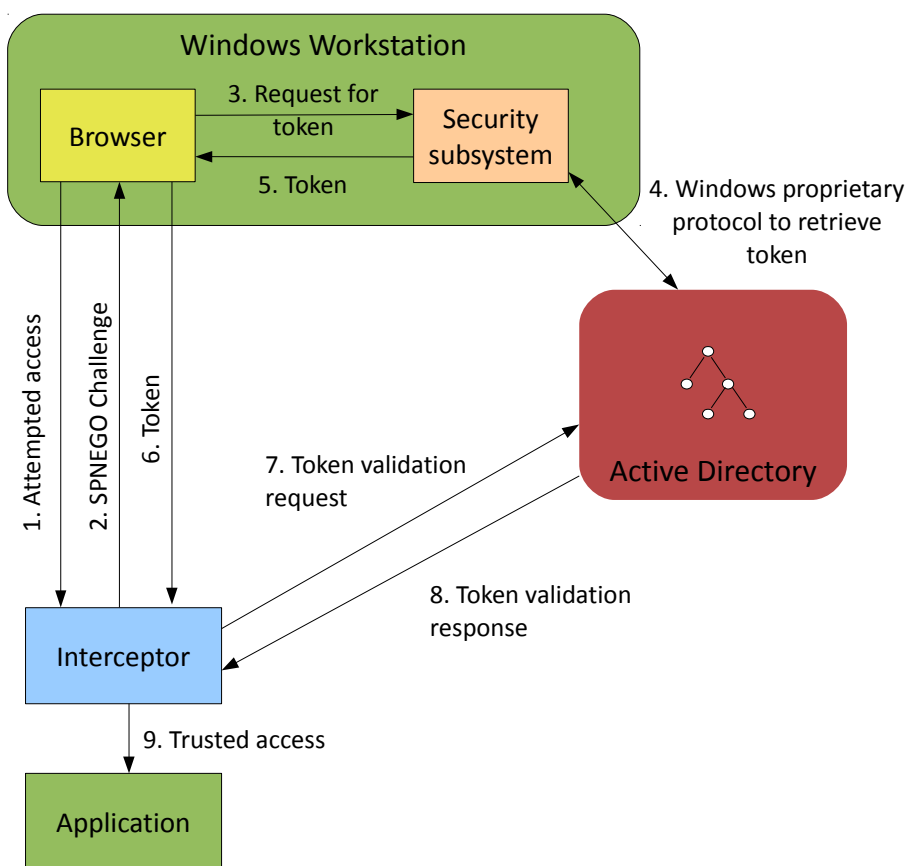 Windows Workstation
Browser
3. Request for
token
Security
subsystem
5. Token
4. Windows proprietary
protocol to retrieve
token
1. Attempted access
2. SPNEGO Challenge
6. Token
Active Directory
7. Token validation
request
8. Token validation
response
Interceptor
9. Trusted access
Application